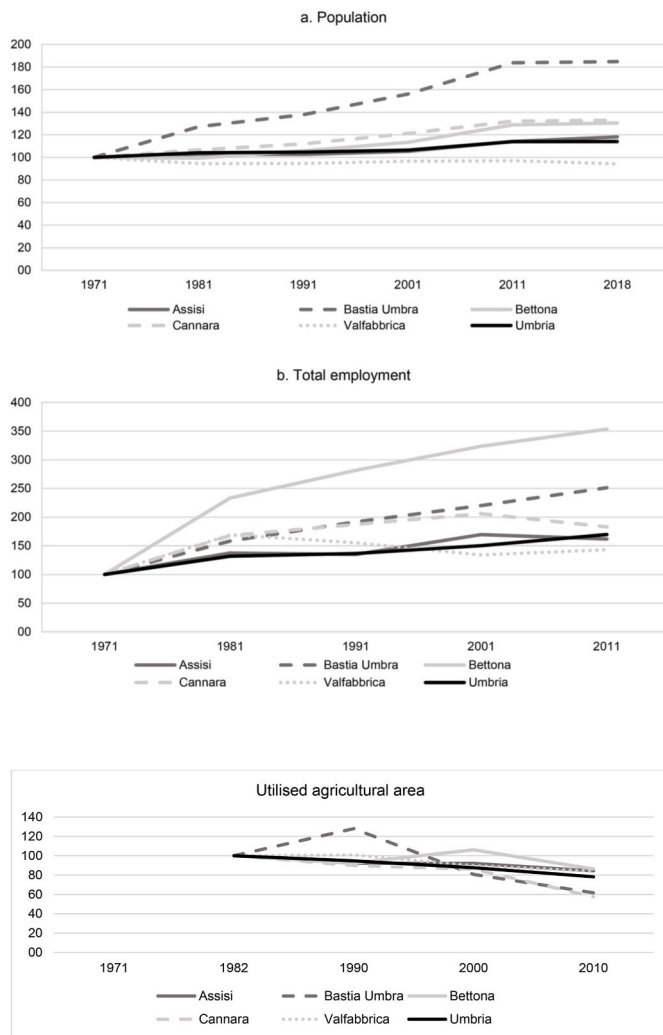 a. Population
200
180
160
140
120
100
80
60
40
20
00
1971 1981 1991 2001 2011 2018
Assisi Bastia Umbra Bettona
Cannara Valfabbrica Umbria
b. Total employment
400
350
300
250
200
150
100
50
00
1971 1981 1991 2001 2011
Assisi Bastia Umbra Bettona
Cannara Valfabbrica Umbria
Utilised agricultural area
140
120
100
80
60
40
20
00
1971 1982 1990 2000 2010
Assisi Bastia Umbra Bettona
Cannara Valfabbrica Umbria